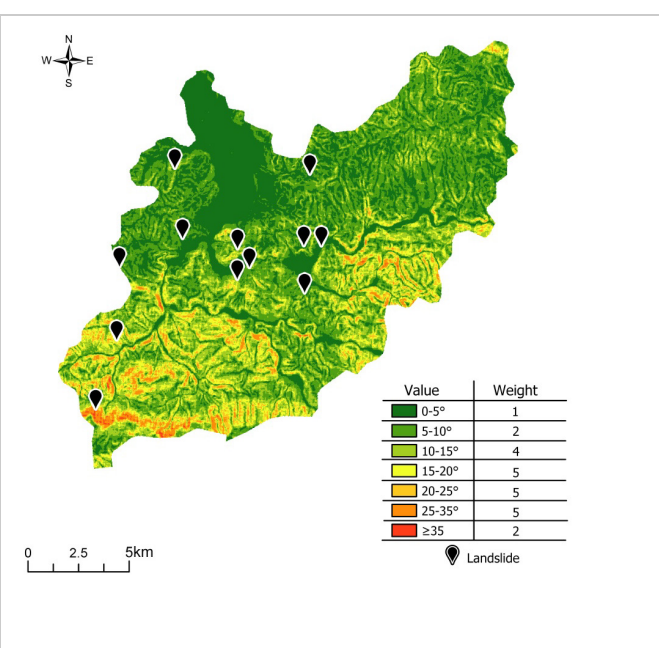 N
W E
S
Value Weight
0-5° 1
5-10° 2
10-15° 4
15-20° 5
20-25° 5
25-35° 5
≥35 2
Landslide
0 2.5 5km